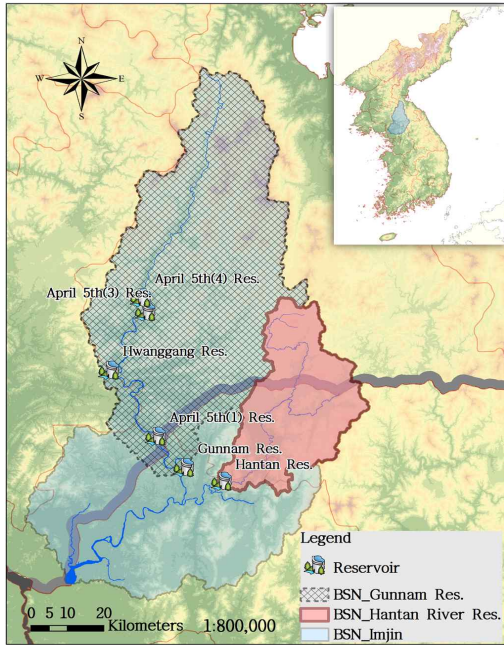 N
W
E
S
April 5th(4) Res.
April 5th(3) Res.
Hwanggang Res.
April 5th(1) Res.
Gunnam Res.
Hantan Res.
Legend
Reservoir
BSN_Gunnam Res.
BSN_Hantan River Res.
BSN_Imjin
0 5 10 20
Kilometers 1:800,000